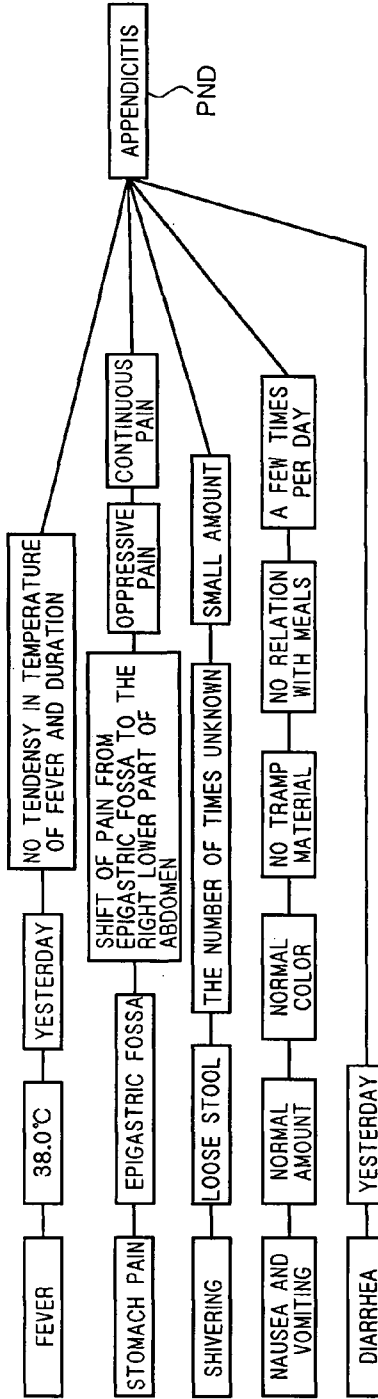 FEVER
38.0°C
YESTERDAY
NO TENDENSY IN TEMPERATURE
OF FEVER AND DURATION
STOMACH PAIN
EPIGASTRIC FOSSA
SHIFT OF PAIN FROM
EPIGASTRIC FOSSA TO THE
RIGHT LOWER PART OF
ABDOMEN
OPPRESSIVE
PAIN
CONTINUOUS
PAIN
SHIVERING
LOOSE STOOL
THE NUMBER OF TIMES UNKNOWN
SMALL AMOUNT
NAUSEA AND
VOMITING
NORMAL
AMOUNT
NORMAL
COLOR
NO TRAMP
MATERIAL
NO RELATION
WITH MEALS
A FEW TIMES
PER DAY
DIARRHEA
YESTERDAY
APPENDICITIS
PND